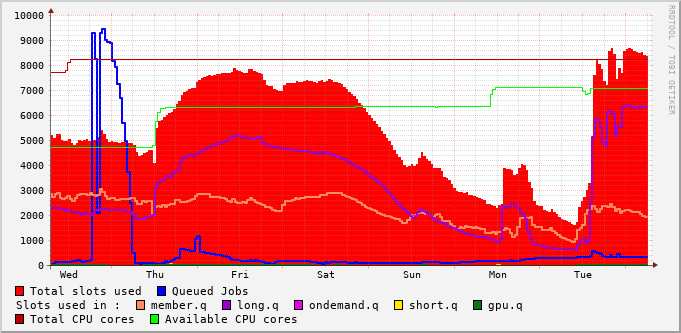 RRDTOOL / TOBI OETIKER
10000
9000
8000
7000
6000
5000
4000
3000
2000
1000
0
Wed Thu Fri Sat Sun Mon Tue
Total slots used Queued Jobs
Slots used in : member.q long.q ondemand.q short.q gpu.q
Total CPU cores Available CPU cores